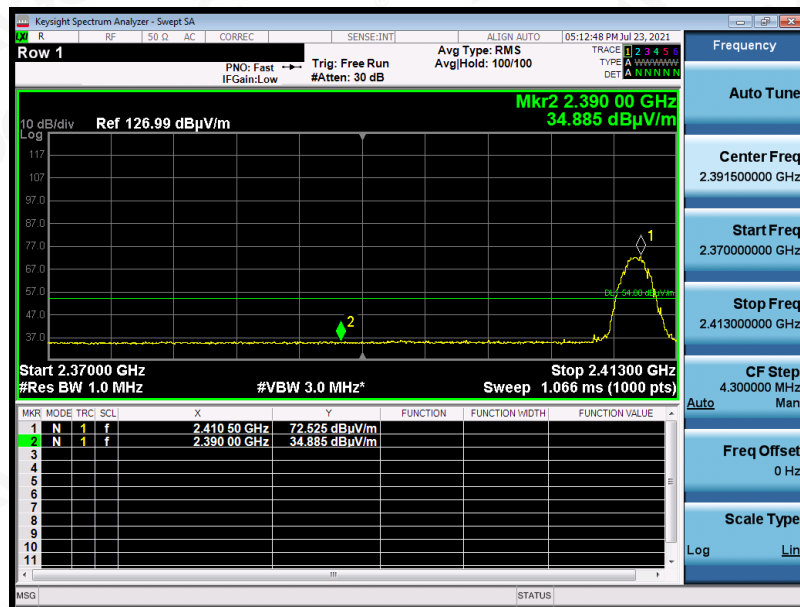 Keysight Spectrum Analyzer - Swept SA
LXI R RF 50 Ω AC CORREC SENSE:INT ALIGN AUTO 05:12:48 PM Jul 23, 2021
Row 1
PNO: Fast
IFGain:Low
Trig: Free Run
#Atten: 30 dB
Avg Type: RMS
Avg|Hold: 100/100
TRACE 1 2 3 4 5 6
TYPE A WWWWW
DET A N N N N N
Mkr2 2.390 00 GHz
34.885 dBµV/m
10 dB/div Ref 126.99 dBµV/m
Log
117
107
97.0
87.0
77.0
67.0
57.0
47.0
37.0
1
2
DL1 54.00 dBµV/m
Start 2.37000 GHz Stop 2.41300 GHz
#Res BW 1.0 MHz #VBW 3.0 MHz* Sweep 1.066 ms (1000 pts)
MKR MODE TRC SCL X Y FUNCTION FUNCTION WIDTH FUNCTION VALUE
1 N 1 f 2.410 50 GHz 72.525 dBµV/m
2 N 1 f 2.390 00 GHz 34.885 dBµV/m
3
4
5
6
7
8
9
10
11
MSG STATUS
Frequency
Auto Tune
Center Freq
2.391500000 GHz
Start Freq
2.370000000 GHz
Stop Freq
2.413000000 GHz
CF Step
4.300000 MHz
Auto Man
Freq Offset
0 Hz
Scale Type
Log Lin